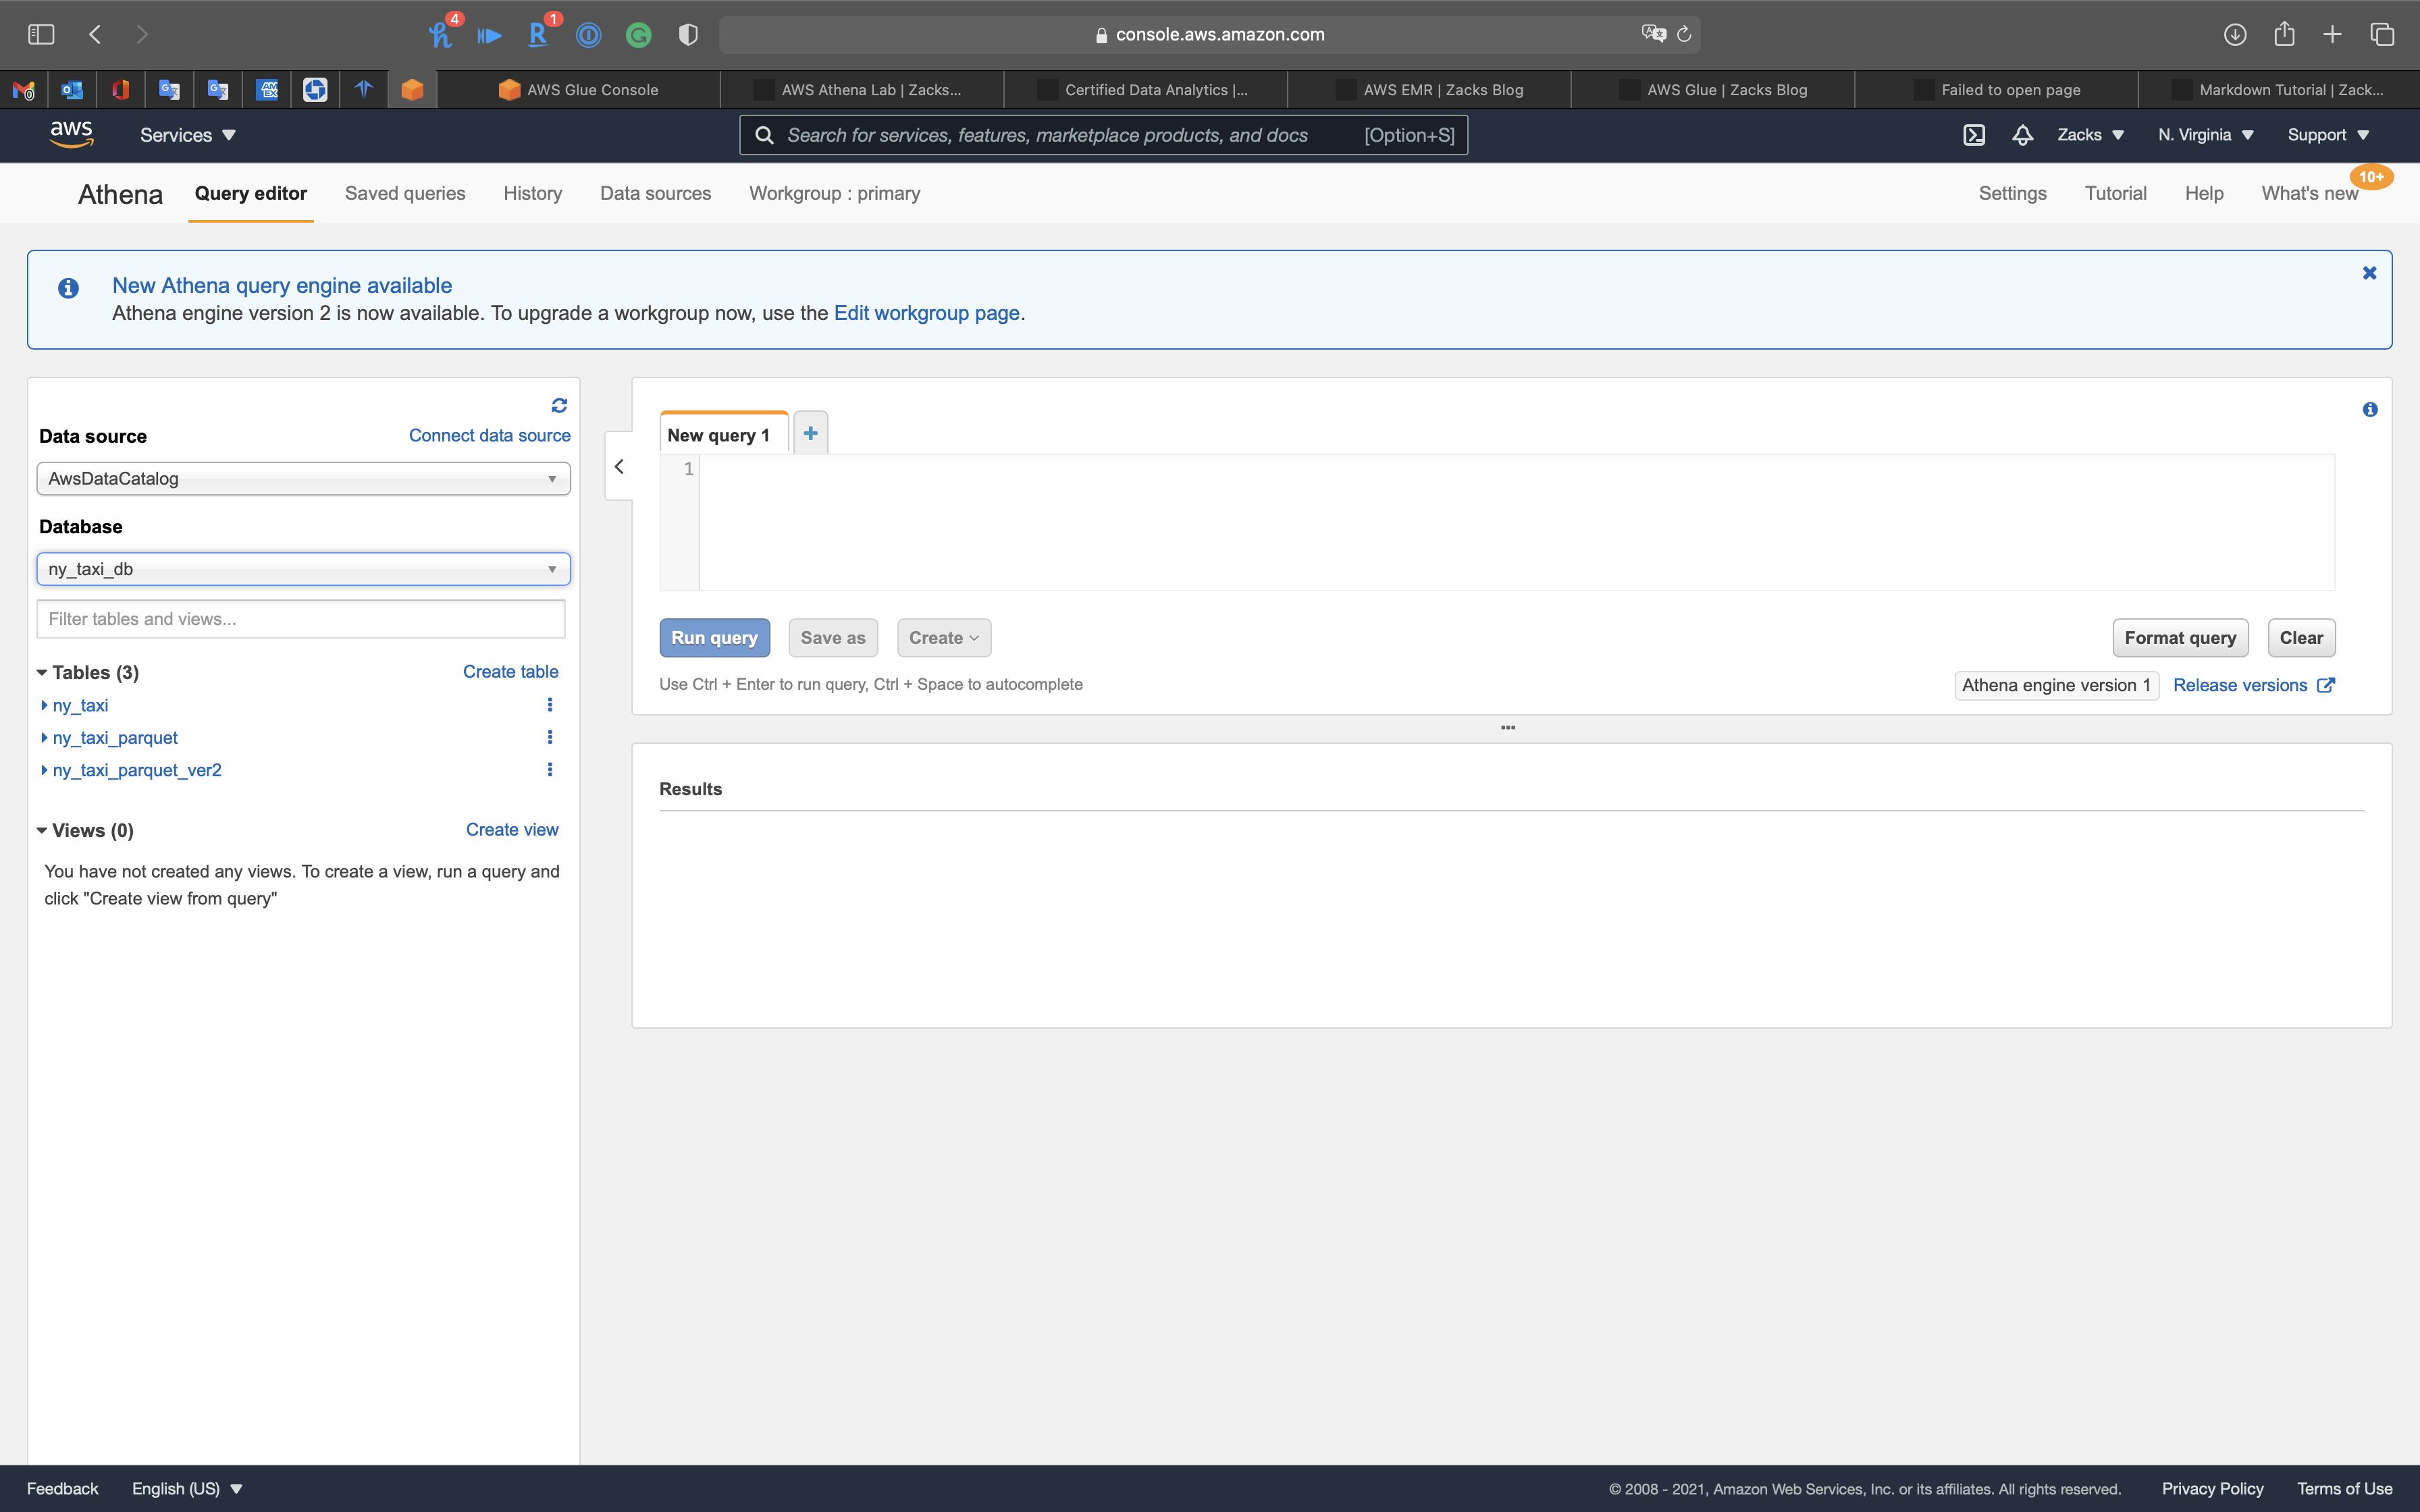 4
1
console.aws.amazon.com
0
AWS Glue Console
AWS Athena Lab | Zacks...
Certified Data Analytics |...
AWS EMR | Zacks Blog
AWS Glue | Zacks Blog
Failed to open page
Markdown Tutorial | Zack...
aws
Services
Search for services, features, marketplace products, and docs [Option+S]
Zacks
N. Virginia
Support
Athena
Query editor
Saved queries
History
Data sources
Workgroup : primary
Settings
Tutorial
Help
What's new
10+
New Athena query engine available
Athena engine version 2 is now available. To upgrade a workgroup now, use the Edit workgroup page.
Data source
Connect data source
AwsDataCatalog
Database
ny_taxi_db
Filter tables and views...
Tables (3)
Create table
ny_taxi
ny_taxi_parquet
ny_taxi_parquet_ver2
Views (0)
Create view
You have not created any views. To create a view, run a query and
click "Create view from query"
New query 1
1
Run query
Save as
Create
Format query
Clear
Use Ctrl + Enter to run query, Ctrl + Space to autocomplete
Athena engine version 1
Release versions
Results
Feedback
English (US)
© 2008 - 2021, Amazon Web Services, Inc. or its affiliates. All rights reserved.
Privacy Policy
Terms of Use